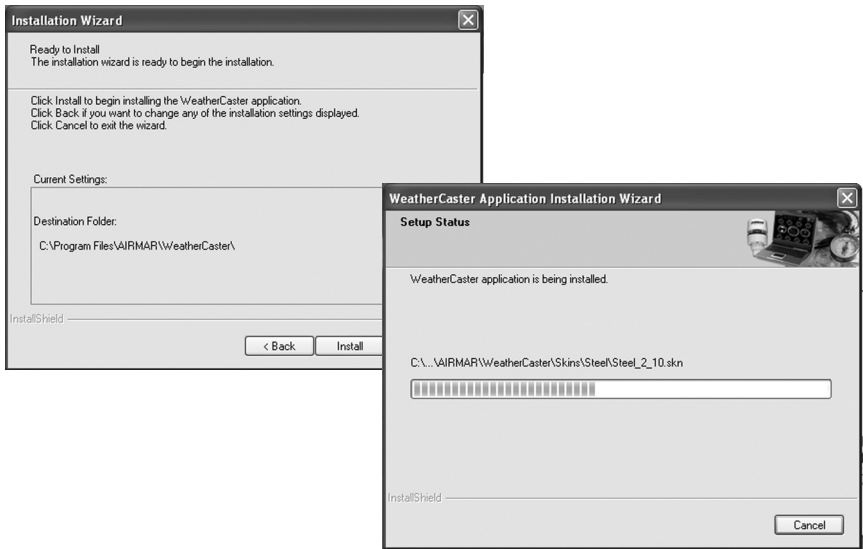 Installation Wizard
Ready to Install
The installation wizard is ready to begin the installation.
Click Install to begin installing the WeatherCaster application.
Click Back if you want to change any of the installation settings displayed.
Click Cancel to exit the wizard.
Current Settings:
Destination Folder:
C:\Program Files\AIRMAR\WeatherCaster\
InstallShield
< Back
Install
WeatherCaster Application Installation Wizard
Setup Status
WeatherCaster application is being installed.
C:\...\AIRMAR\WeatherCaster\Skins\Steel\Steel_2_10.skn
InstallShield
Cancel